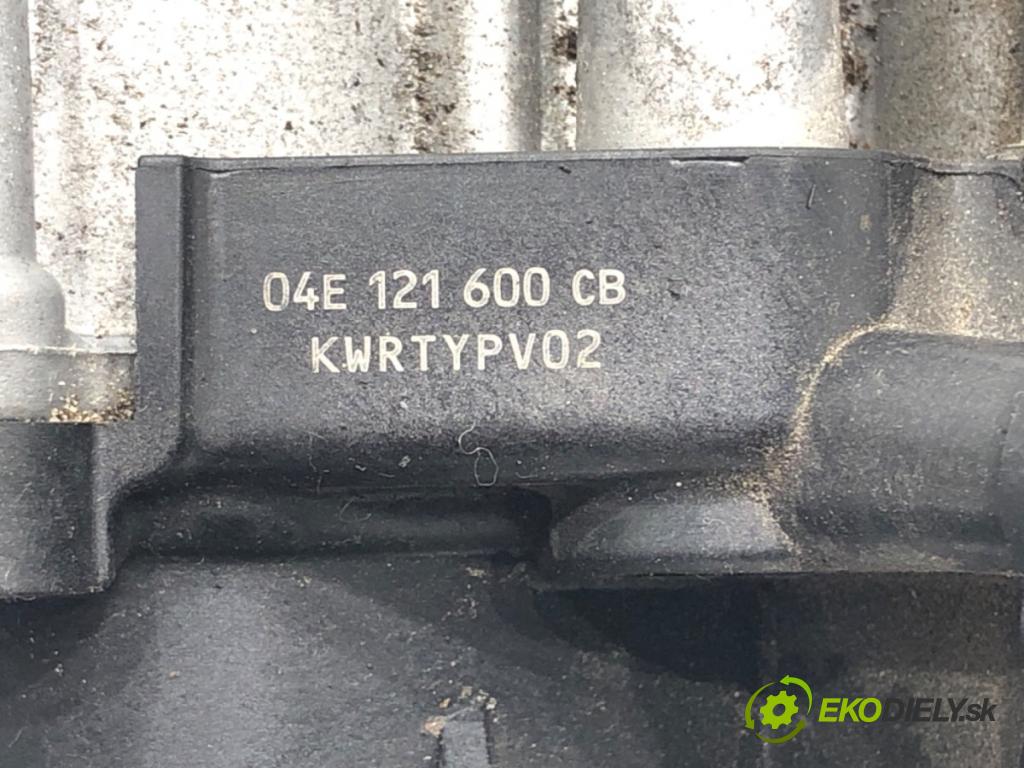 04E 121 600 CB
KWRTYPV02
EKODIELY.sk